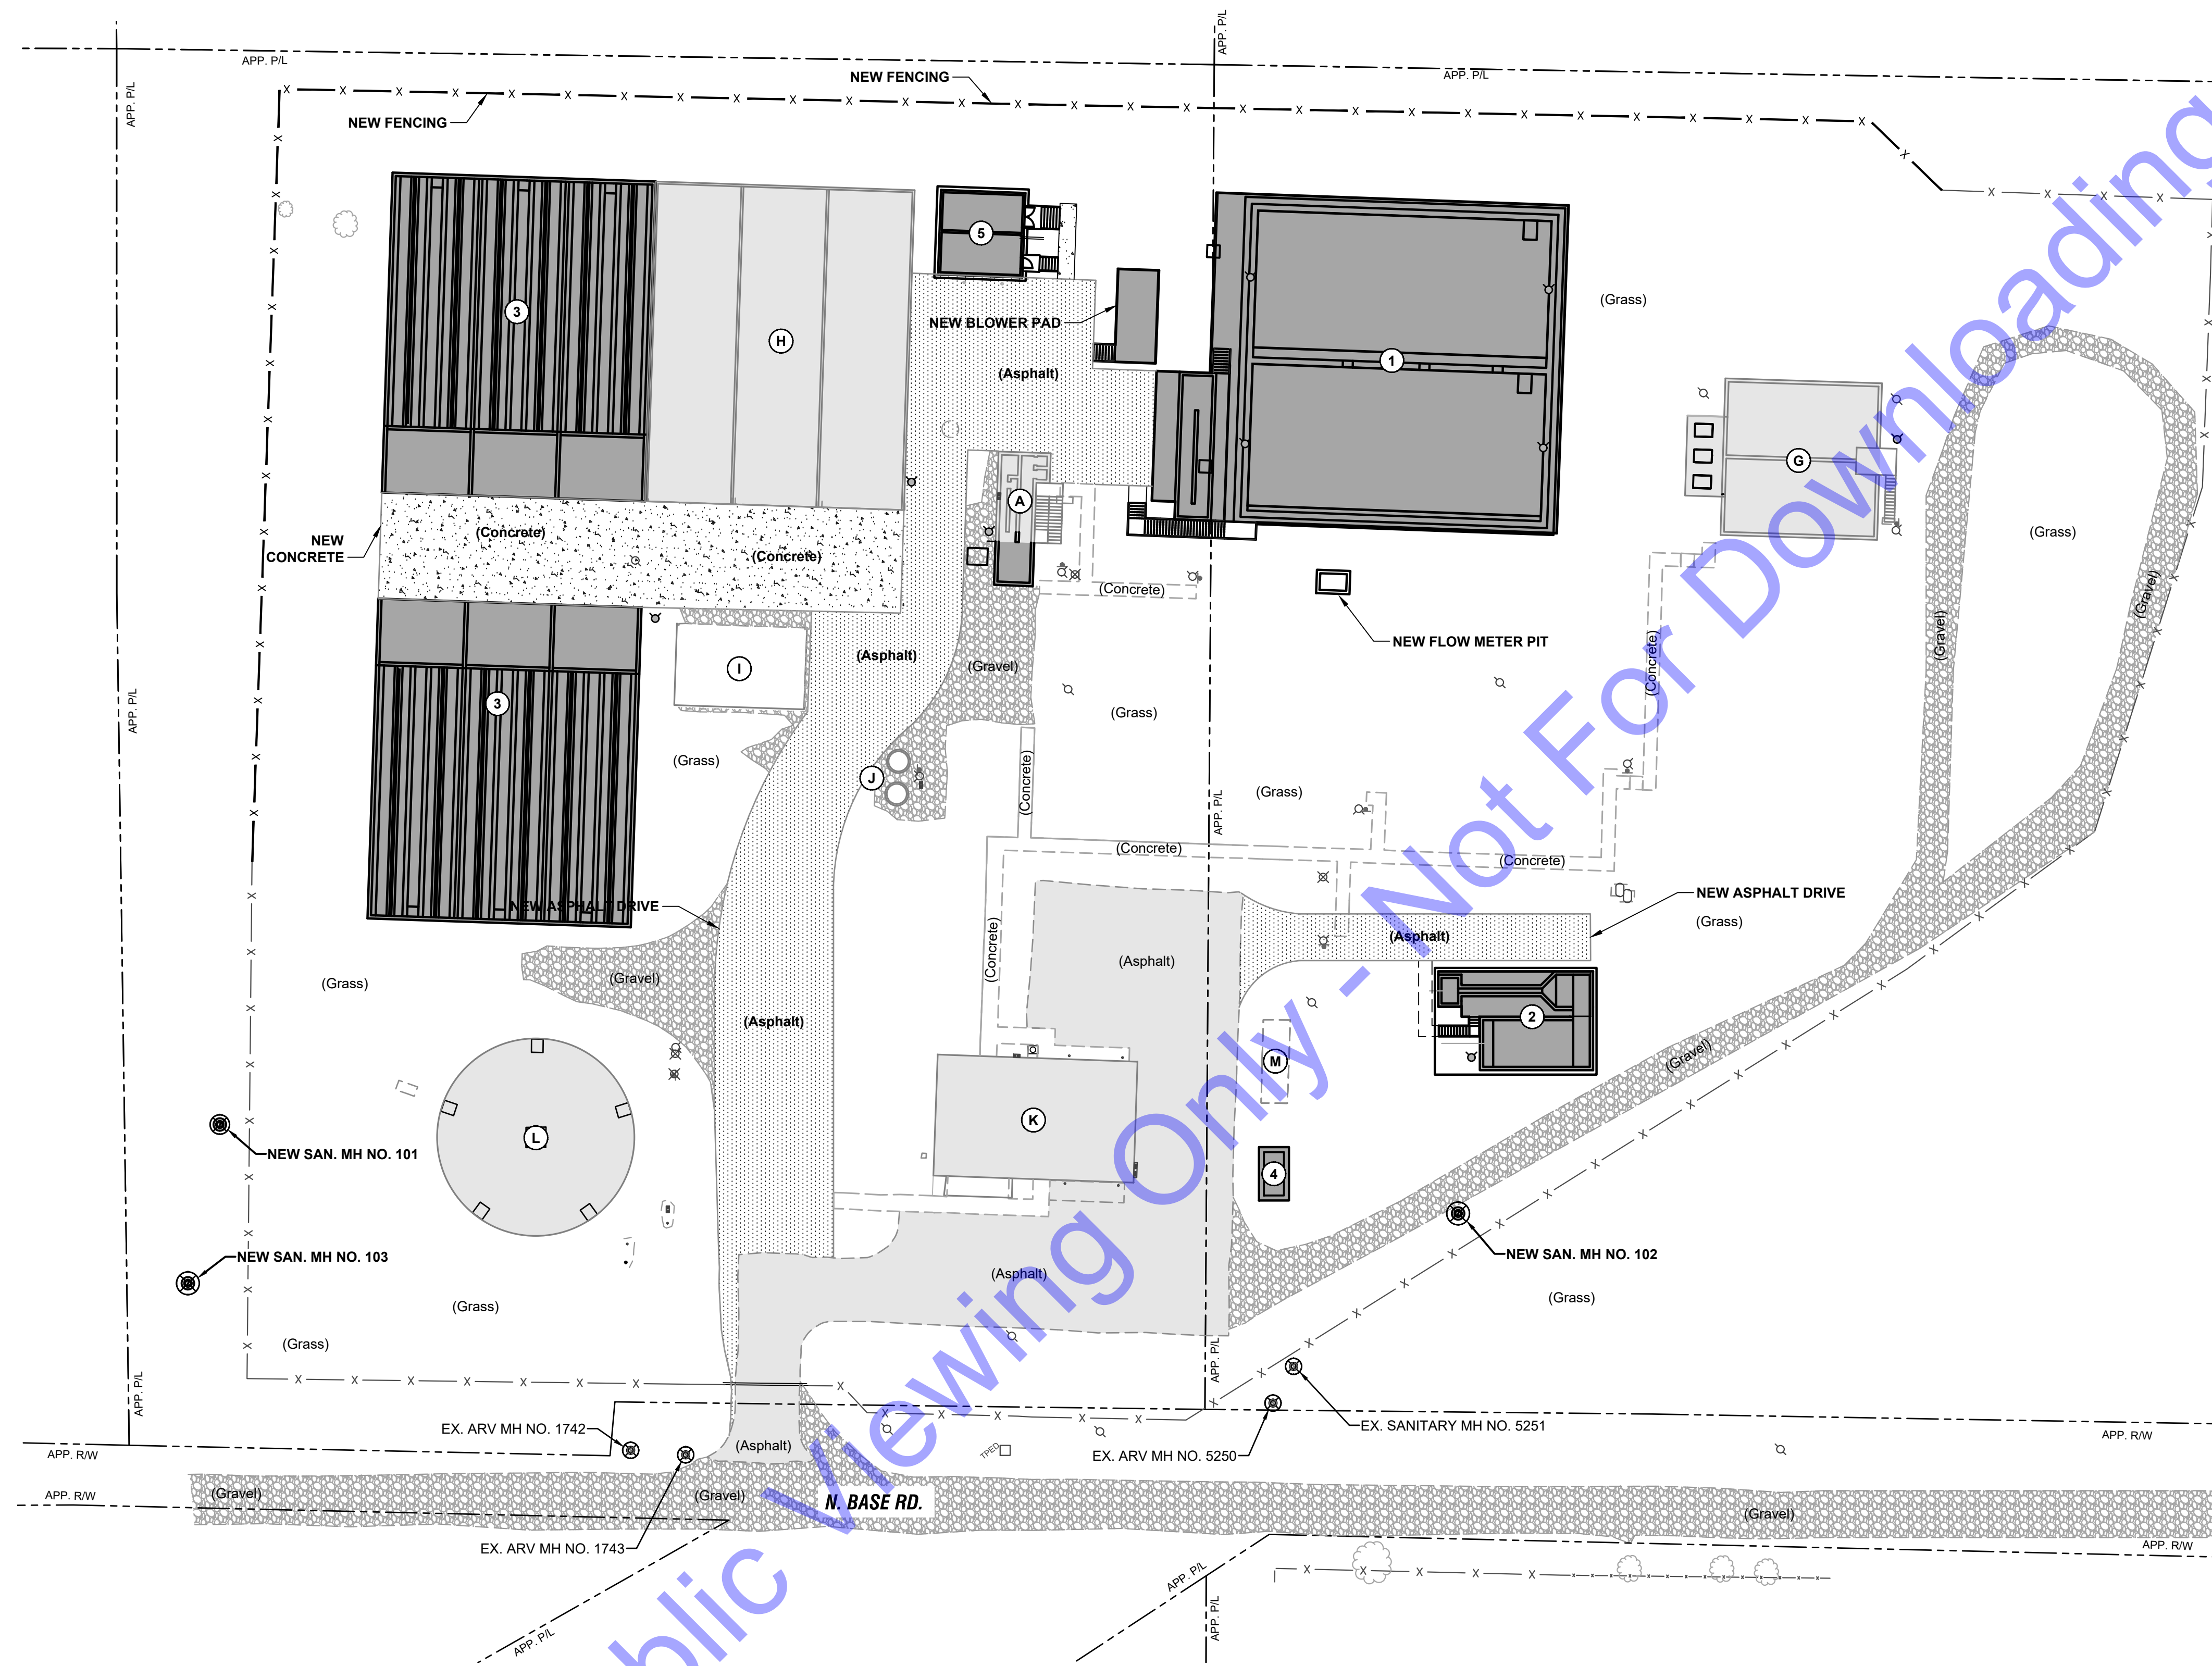 APP. P/L
APP. P/L
APP. P/L
APP. P/L
NEW FENCING
NEW FENCING
5
3
H
NEW BLOWER PAD
1
(Grass)
(Asphalt)
G
A
(Concrete)
(Concrete)
NEW
CONCRETE
(Grass)
(Concrete)
(Gravel)
(Gravel)
NEW FLOW METER PIT
(Concrete)
(Asphalt)
(Gravel)
I
3
APP. P/L
(Grass)
(Grass)
J
(Concrete)
(Grass)
APP. P/L
(Concrete)
(Concrete)
NEW ASPHALT DRIVE
NEW ASPHALT DRIVE
(Grass)
(Concrete)
(Asphalt)
(Asphalt)
(Gravel)
(Grass)
(Asphalt)
2
(Gravel)
M
K
L
4
NEW SAN. MH NO. 101
NEW SAN. MH NO. 103
NEW SAN. MH NO. 102
(Asphalt)
(Grass)
(Grass)
(Grass)
APP. P/L
APP. P/L
EX. ARV MH NO. 1742
EX. SANITARY MH NO. 5251
APP. R/W
(Asphalt)
TPED
EX. ARV MH NO. 5250
APP. R/W
APP. R/W
(Gravel)
(Gravel)
N. BASE RD.
(Gravel)
EX. ARV MH NO. 1743
APP. R/W
APP. P/L
APP. P/L
APP. P/L
blic Viewing Only - Not For Downloading